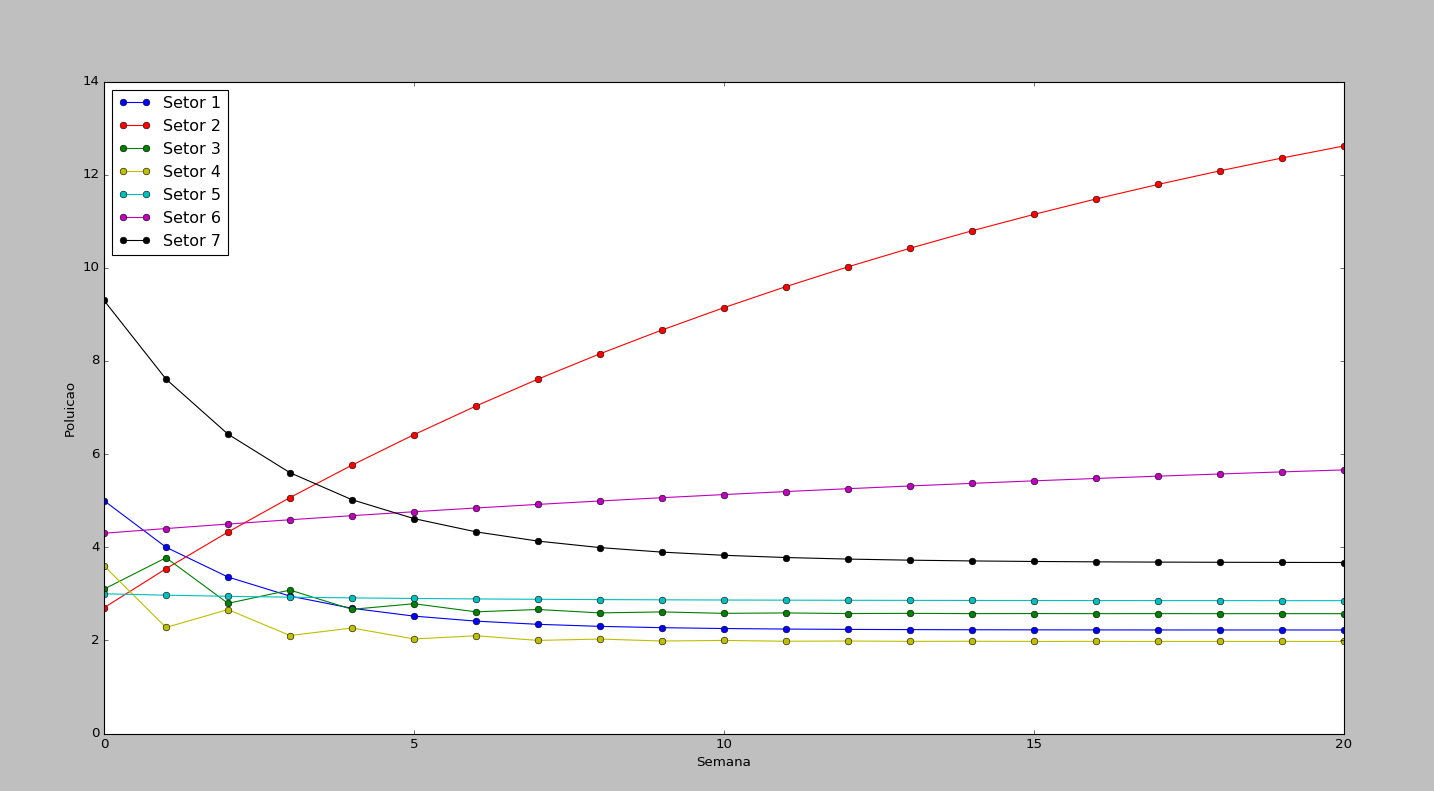 14
12
10
8
6
4
2
0
Poluicao
Setor 1
Setor 2
Setor 3
Setor 4
Setor 5
Setor 6
Setor 7
0 5 10 15 20
Semana